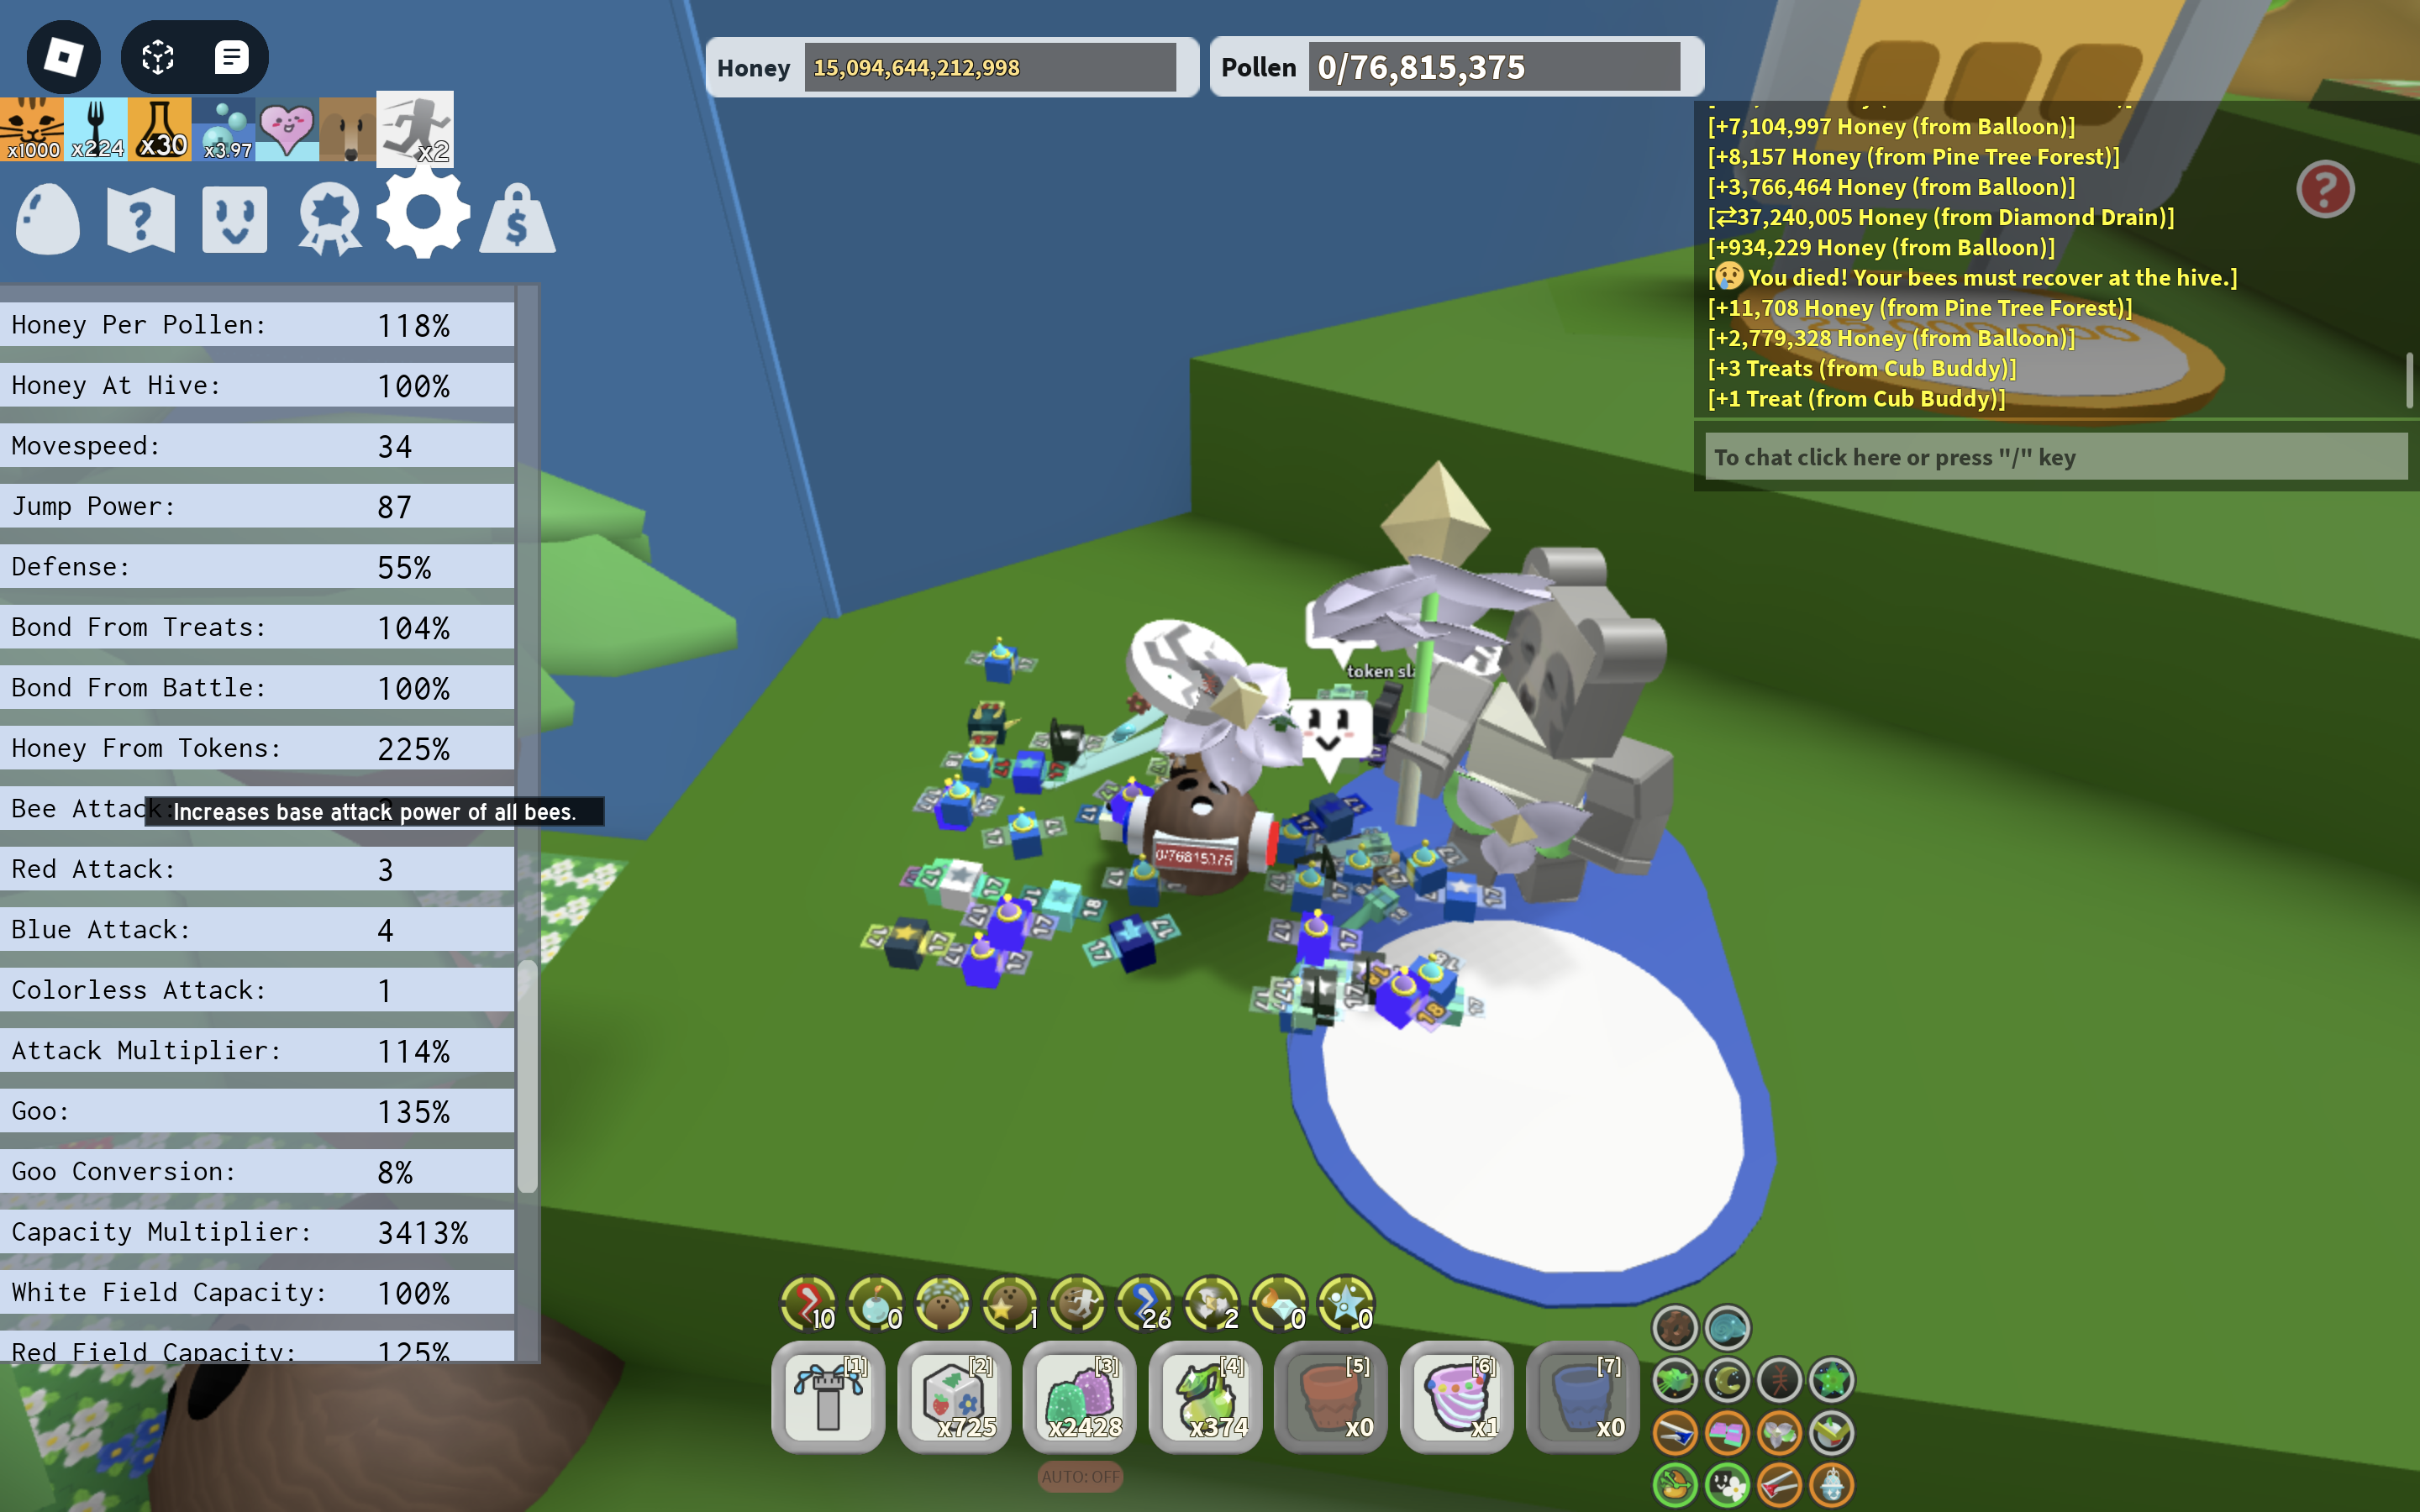 Honey 15,094,644,212,998
Pollen 0/76,815,375
x1000 x224 x30 x3.97 x2
[+7,104,997 Honey (from Balloon)]
[+8,157 Honey (from Pine Tree Forest)]
[+3,766,464 Honey (from Balloon)]
[⇄37,240,005 Honey (from Diamond Drain)]
[+934,229 Honey (from Balloon)]
[😢 You died! Your bees must recover at the hive.]
[+11,708 Honey (from Pine Tree Forest)]
[+2,779,328 Honey (from Balloon)]
[+3 Treats (from Cub Buddy)]
[+1 Treat (from Cub Buddy)]
To chat click here or press "/" key
Honey Per Pollen: 118%
Honey At Hive: 100%
Movespeed: 34
Jump Power: 87
Defense: 55%
Bond From Treats: 104%
Bond From Battle: 100%
Honey From Tokens: 225%
Bee Attack:
Increases base attack power of all bees.
Red Attack: 3
Blue Attack: 4
Colorless Attack: 1
Attack Multiplier: 114%
Goo: 135%
Goo Conversion: 8%
Capacity Multiplier: 3413%
White Field Capacity: 100%
Red Field Capacity: 125%
token sl
0/76815375
10 0 1 26 2 0 0
[1] [2] [3] [4] [5] [6] [7]
x725 x2428 x374 x0 x1 x0
AUTO: OFF